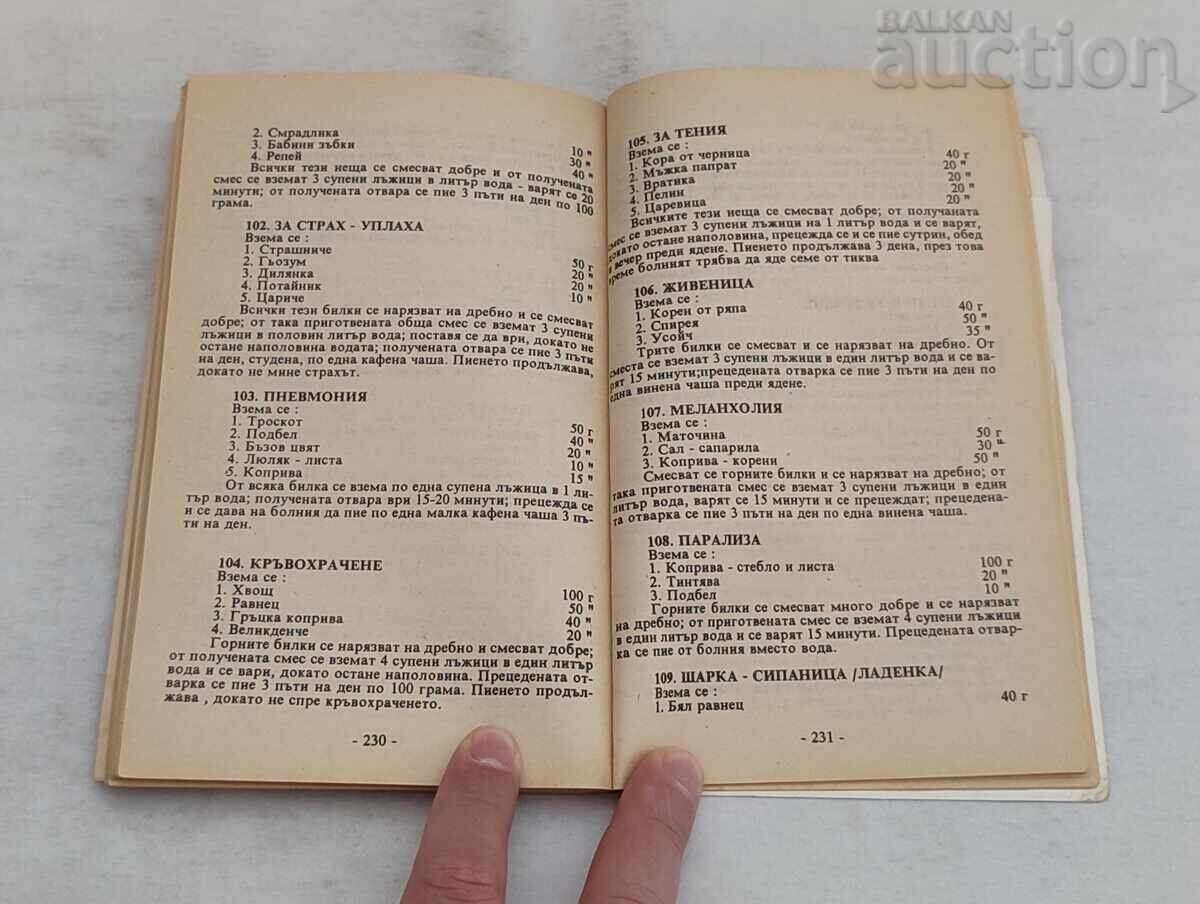 BALKAN
auction
2. Смрадлика
3. Бабини зъбки 10 "
4. Репей 30 "
40 "
Всички тези неща се смесват добре и от получената
смес се вземат 3 супени лъжици в литър вода - варят се 20
минути; от получената отвара се пие 3 пъти на ден по 100
грама.
102. ЗА СТРАХ - УПЛАХА
Взема се :
1. Страшниче
2. Гьозум 50 г
3. Дилянка 20 "
4. Потайник 20 "
5. Цариче 10 "
Всички тези билки се нарязват на дребно и се смесват
добре; от така приготвената обща смес се вземат 3 супени
лъжици в половин литър вода; поставя се да ври, докато не
остане наполовина водата; получената отвара се пие 3 пъти
на ден, студена, по една кафена чаша. Пиенето продължава,
докато не мине страхът.
103. ПНЕВМОНИЯ
Взема се :
1. Троскот 50 г
2. Подбел 40 "
3. Бъзов цвят 20 "
4. Люляк - листа 10 "
5. Коприва 15 "
От всяка билка се взема по една супена лъжица в 1 ли-
тър вода; получената отвара ври 15-20 минути; прецежда се
и се дава на болния да пие по една малка кафена чаша 3 пъ-
ти на ден.
104. КРЪВОХРАЧЕНЕ
Взема се :
1. Хвощ 100 г
2. Равнец 50 "
3. Гръцка коприва 40 "
4. Великденче 20 "
Горните билки се нарязват на дребно и смесват добре;
от получената смес се вземат 4 супени лъжици в един литър
вода и се вари, докато остане наполовина. Прецедената от-
варка се пие 3 пъти на ден по 100 грама. Пиенето продъл-
жава , докато не спре кръвохраченето.
- 230 -
105. ЗА ТЕНИЯ
Взема се :
1. Кора от черница 40 г
2. Мъжка папрат 20 "
3. Вратика 20 "
4. Пелин 20 "
5. Царевица 20 "
Всичките тези неща се смесват добре; от получаната
смес се вземат 3 супени лъжици на 1 литър вода и се варят,
докато остане наполовина, прецежда се и се пие сутрин, обед
и вечер преди ядене. Пиенето продължава 3 дена, през това
време болният трябва да яде семе от тиква
106. ЖИВЕНИЦА
Взема се :
1. Корен от ряпа 40 г
2. Спирея 50 "
3. Усойч 35 "
Трите билки се смесват и се нарязват на дребно. От
сместа се вземат 3 супени лъжици в един литър вода и се ва-
рят 15 минути;прецедената отварка се пие 3 пъти на ден по
една винена чаша преди ядене.
107. МЕЛАНХОЛИЯ
Взема се :
1. Маточина 50 г
2. Сал - сапарила 30 "
3. Коприва - корени 50 "
Смесват се горните билки и се нарязват на дребно; от
така приготвената смес се вземат 3 супени лъжици в един
литър вода, варят се 15 минути и се прецеждат; прецедена-
та отварка се пие 3 пъти на ден по една винена чаша.
108. ПАРАЛИЗА
Взема се :
1. Коприва - стебло и листа 100 г
2. Тинтява 20 "
3. Подбел 10 "
Горните билки се смесват много добре и се нарязват
на дребно; от приготвената смес се вземат 4 супени лъжици
в един литър вода и се варят 15 минути. Прецедената отвар-
ка се пие от болния вместо вода.
109. ШАРКА - СИПАНИЦА /ЛАДЕНКА/
Взема се :
1. Бял равнец 40 г
- 231 -